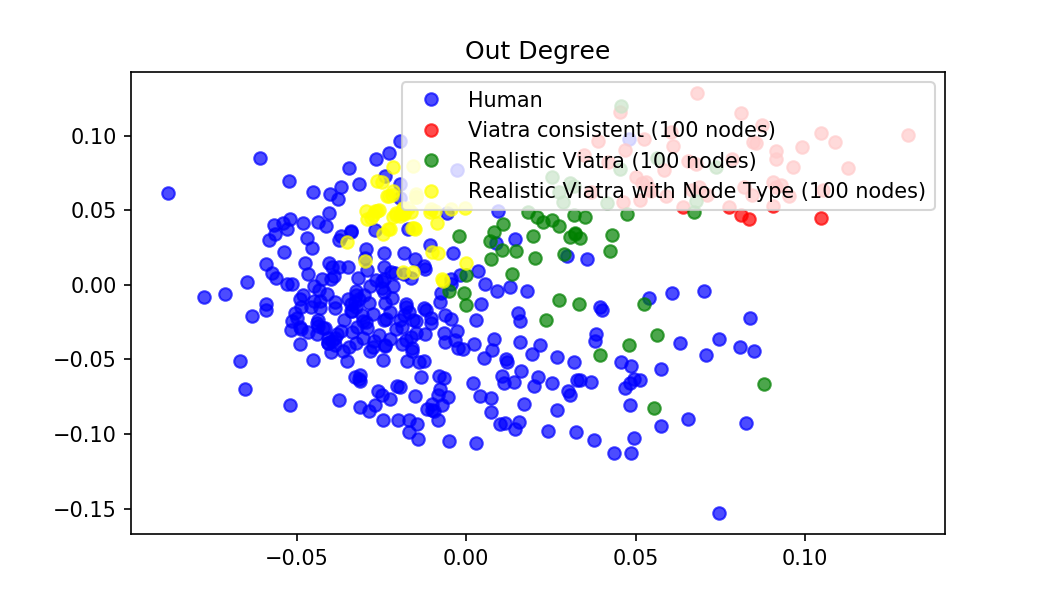 Out Degree
Human
Viatra consistent (100 nodes)
Realistic Viatra (100 nodes)
Realistic Viatra with Node Type (100 nodes)
0.10
0.05
0.00
−0.05
−0.10
−0.15
−0.05 0.00 0.05 0.10